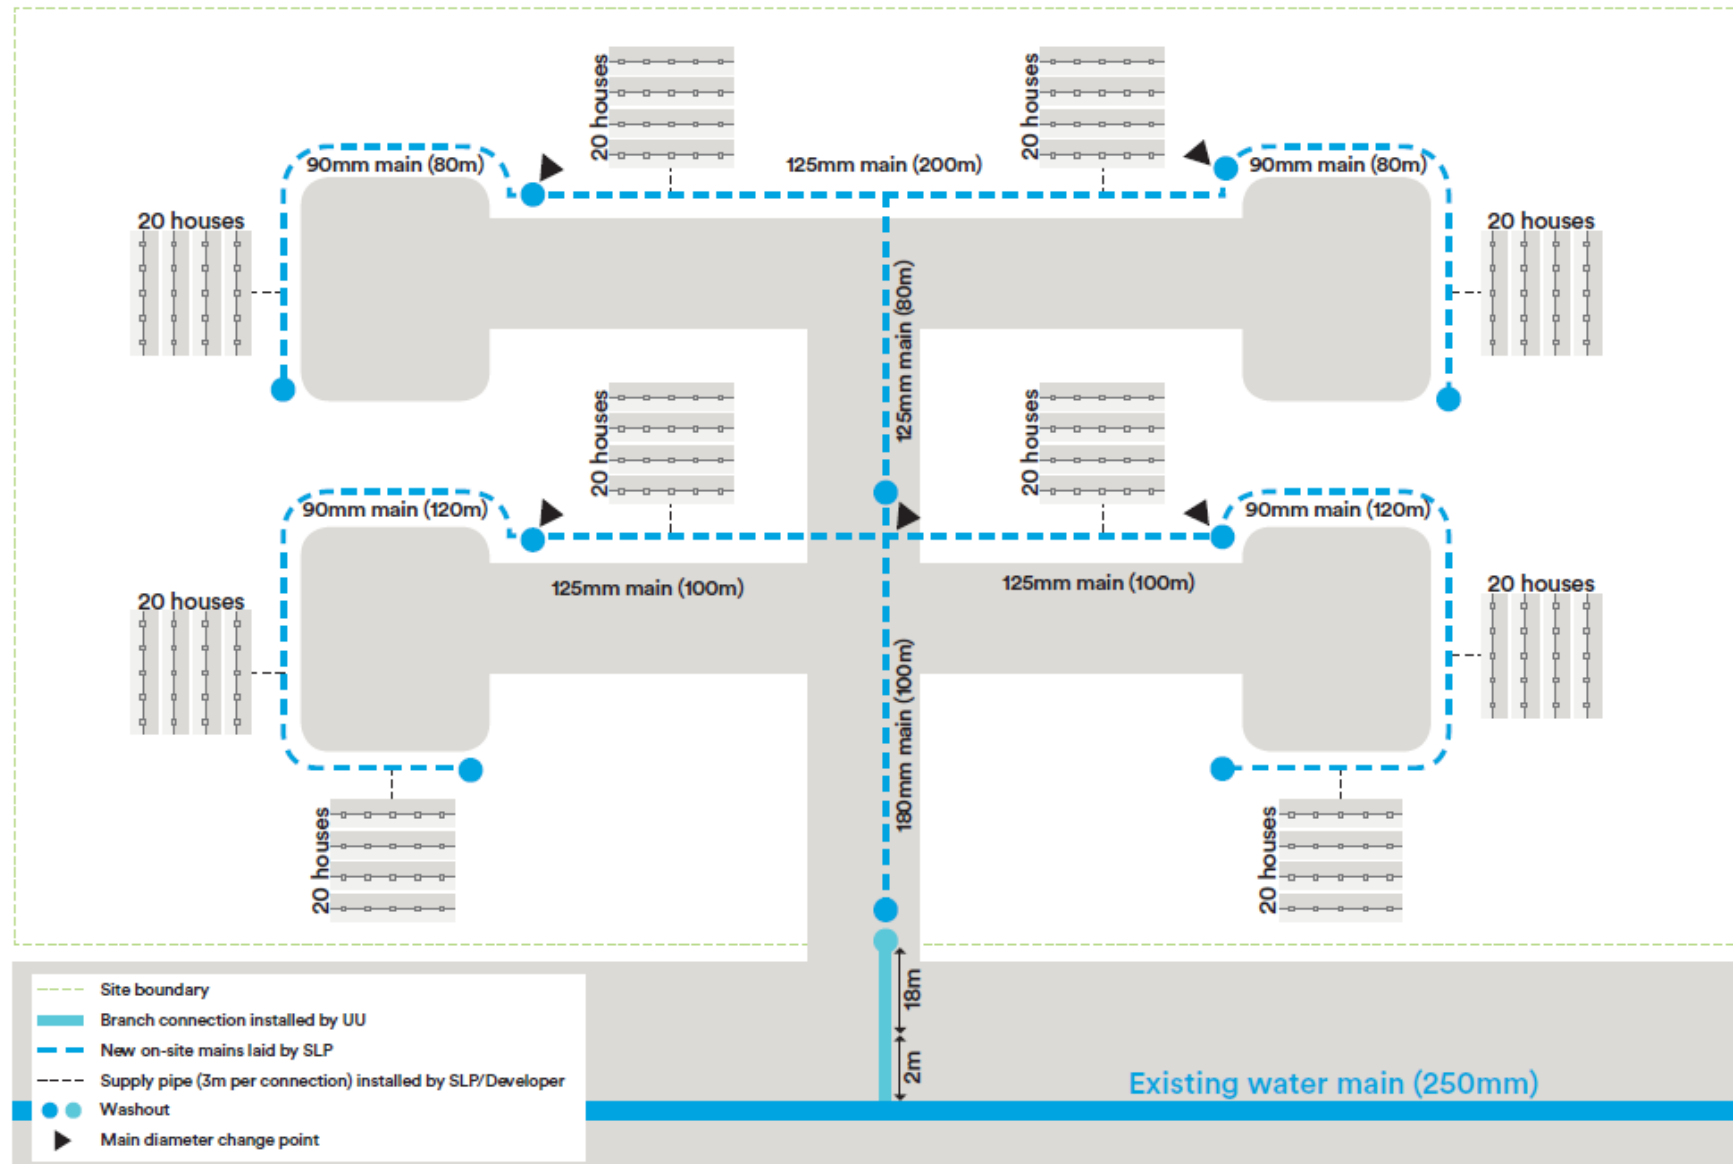 20 houses
20 houses
90mm main (80m)
125mm main (200m)
90mm main (80m)
20 houses
20 houses
125mm main (80m)
20 houses
20 houses
90mm main (120m)
90mm main (120m)
125mm main (100m)
125mm main (100m)
20 houses
20 houses
180mm main (100m)
20 houses
20 houses
18m
2m
Existing water main (250mm)
Site boundary
Branch connection installed by UU
New on-site mains laid by SLP
Supply pipe (3m per connection) installed by SLP/Developer
Washout
Main diameter change point